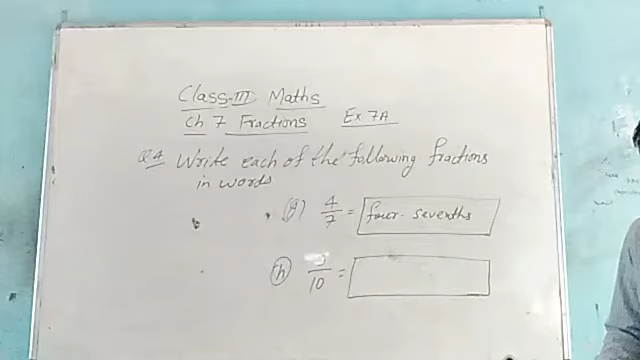 Class-III Maths
Ch 7 Fractions Ex 7A
Q4 Write each of the following fractions
in words
(g) 4/7 = four-sevenths
(h) /10 =